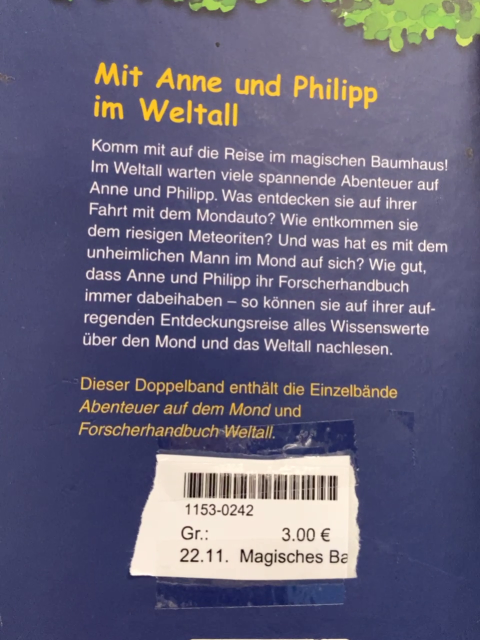 Mit Anne und Philipp
im Weltall
Komm mit auf die Reise im magischen Baumhaus!
Im Weltall warten viele spannende Abenteuer auf
Anne und Philipp. Was entdecken sie auf ihrer
Fahrt mit dem Mondauto? Wie entkommen sie
dem riesigen Meteoriten? Und was hat es mit dem
unheimlichen Mann im Mond auf sich? Wie gut,
dass Anne und Philipp ihr Forscherhandbuch
immer dabeihaben – so können sie auf ihrer auf-
regenden Entdeckungsreise alles Wissenswerte
über den Mond und das Weltall nachlesen.
Dieser Doppelband enthält die Einzelbände
Abenteuer auf dem Mond und
Forscherhandbuch Weltall.
1153-0242
Gr.: 3.00 €
22.11. Magisches Ba